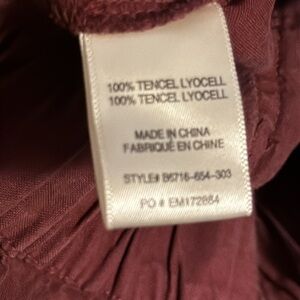 100% TENCEL LYOCELL
100% TENCEL LYOCELL
MADE IN CHINA
FABRIQUÉ EN CHINE
STYLE# B6716-654-303
PO # EM172864